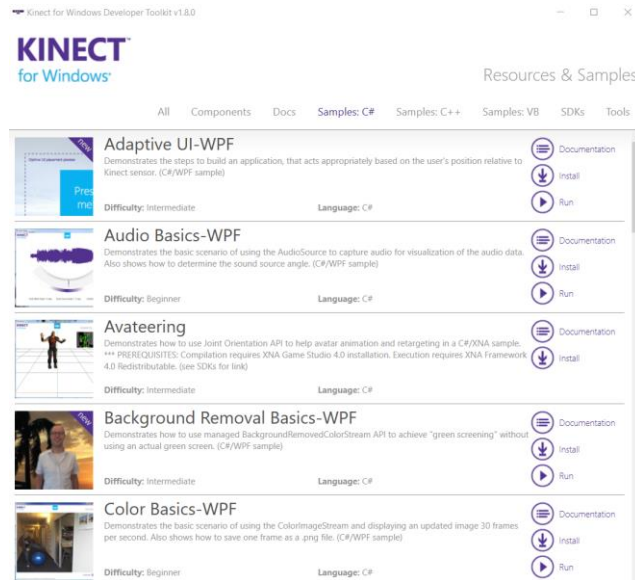 Kinect for Windows Developer Toolkit v1.8.0
KINECT™
for Windows®
Resources & Samples
All Components Docs Samples: C# Samples: C++ Samples: VB SDKs Tools
new
Press
me
Adaptive UI-WPF
Demonstrates the steps to build an application, that acts appropriately based on the user's position relative to
Kinect sensor. (C#/WPF sample)
Difficulty: Intermediate Language: C#
Documentation
Install
Run
Audio Basics-WPF
Demonstrates the basic scenario of using the AudioSource to capture audio for visualization of the audio data.
Also shows how to determine the sound source angle. (C#/WPF sample)
Difficulty: Beginner Language: C#
Documentation
Install
Run
Avateering
Demonstrates how to use Joint Orientation API to help avatar animation and retargeting in a C#/XNA sample.
*** PREREQUISITES: Compilation requires XNA Game Studio 4.0 installation. Execution requires XNA Framework
4.0 Redistributable. (see SDKs for link)
Difficulty: Intermediate Language: C#
Documentation
Install
new
Background Removal Basics-WPF
Demonstrates how to use managed BackgroundRemovedColorStream API to achieve "green screening" without
using an actual green screen. (C#/WPF sample)
Difficulty: Intermediate Language: C#
Documentation
Install
Run
Color Basics-WPF
Demonstrates the basic scenario of using the ColorImageStream and displaying an updated image 30 frames
per second. Also shows how to save one frame as a .png file. (C#/WPF sample)
Difficulty: Beginner Language: C#
Documentation
Install
Run